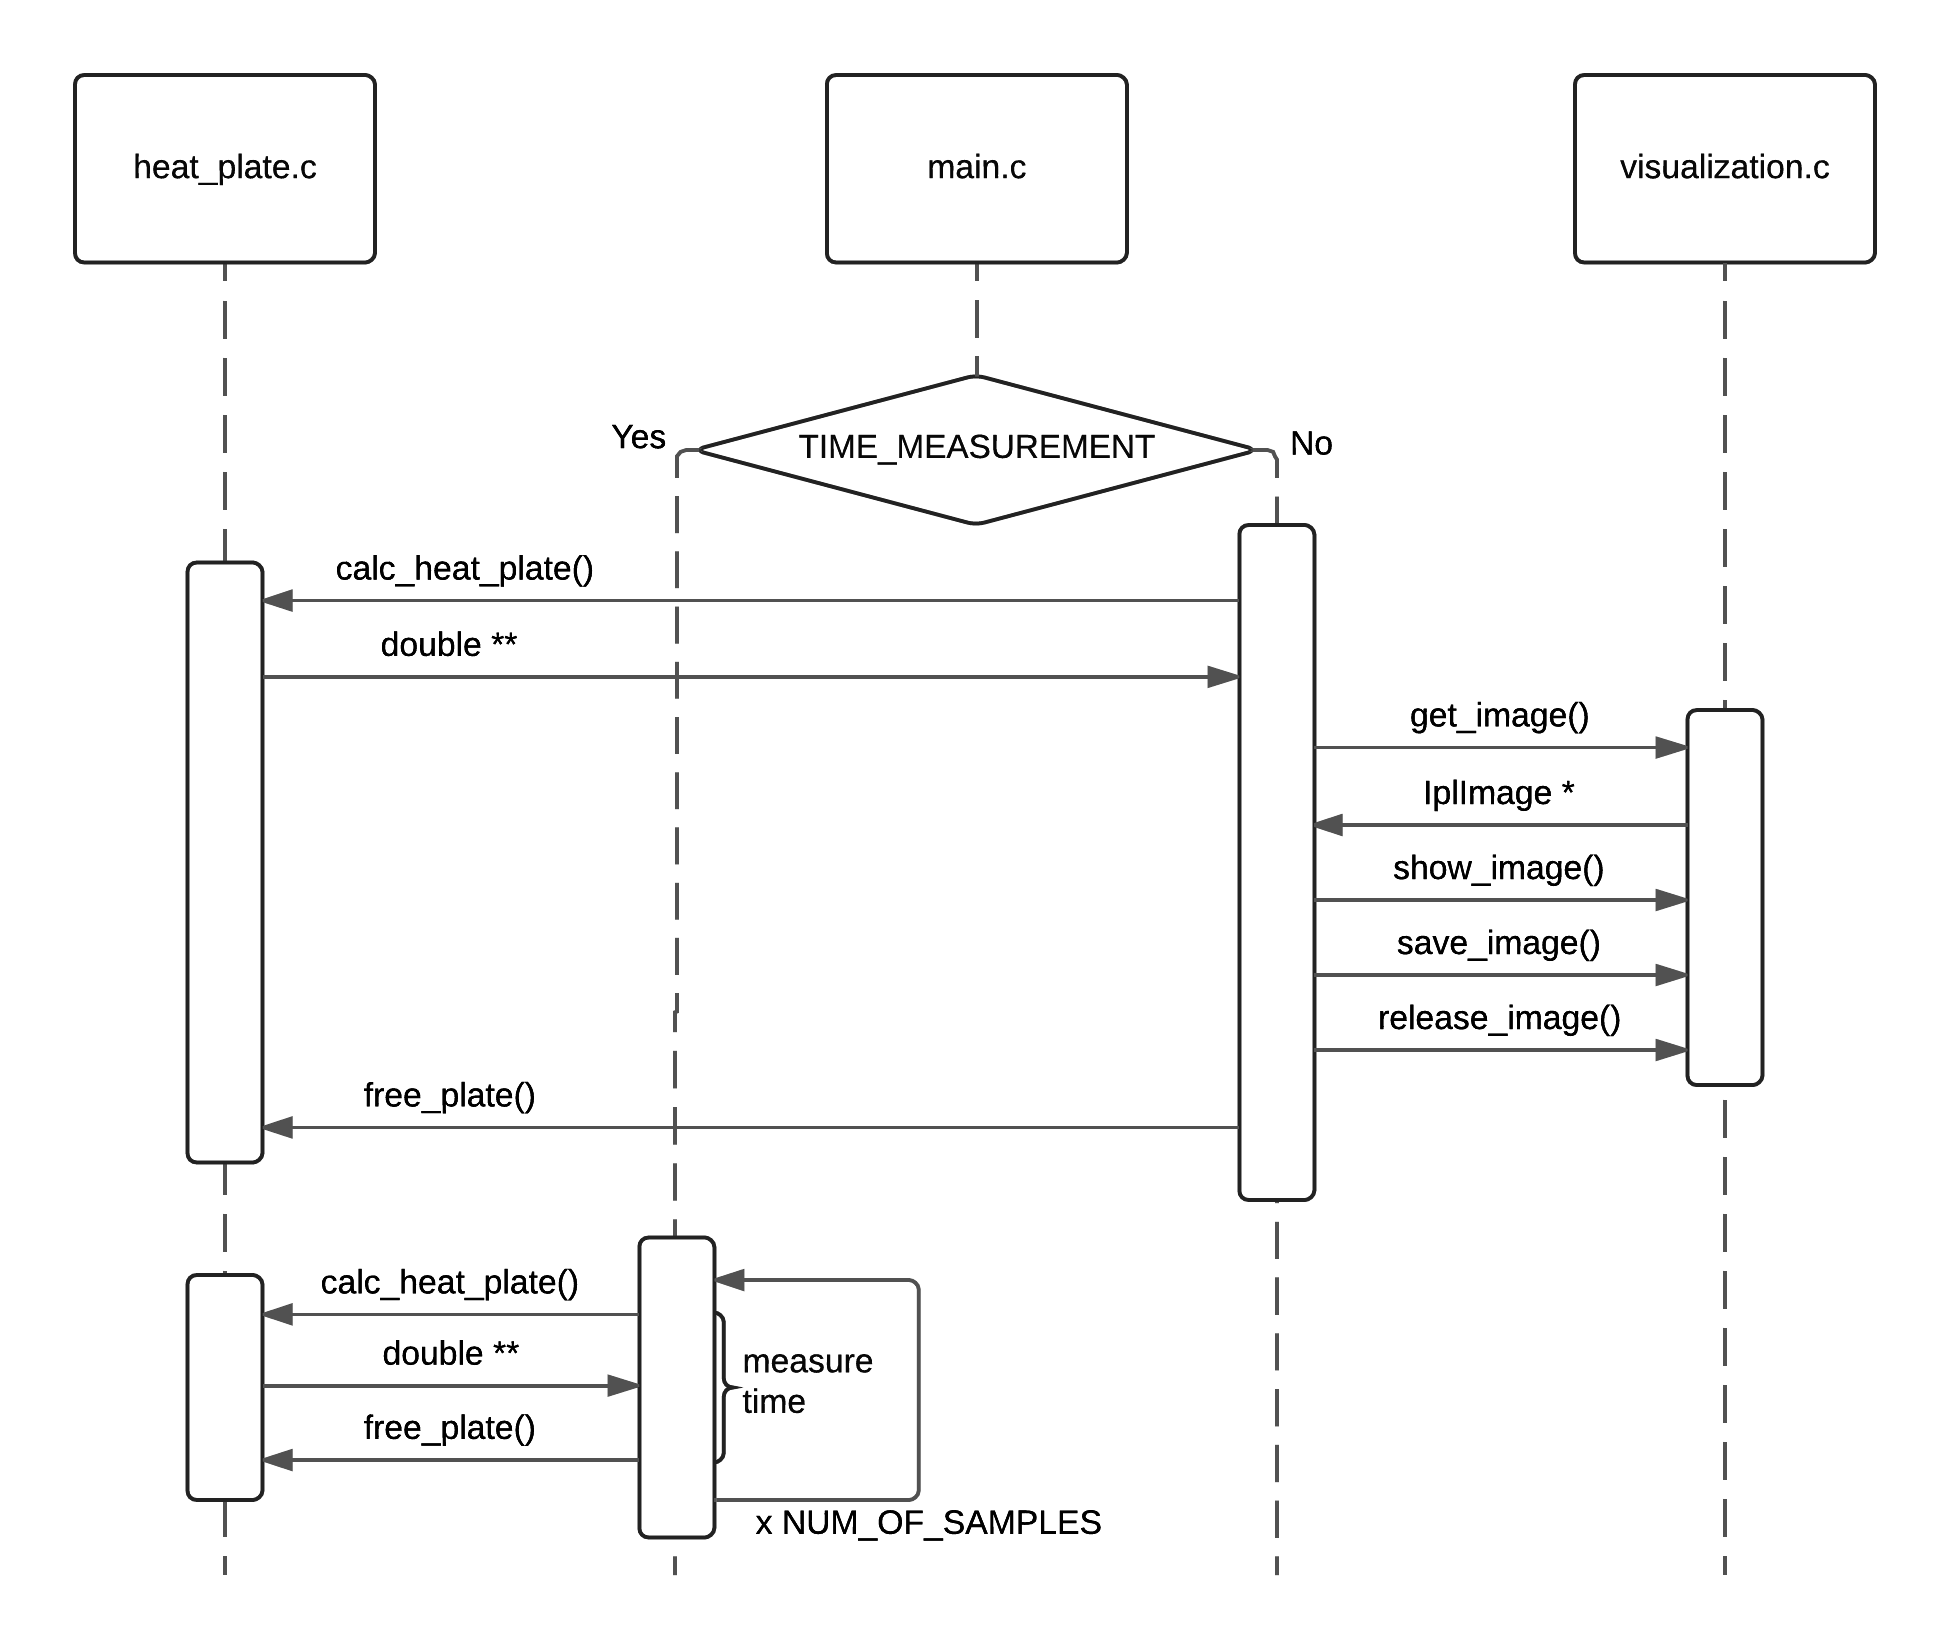 heat_plate.c
main.c
visualization.c
Yes
TIME_MEASUREMENT
No
calc_heat_plate()
double **
get_image()
IplImage *
show_image()
save_image()
release_image()
free_plate()
calc_heat_plate()
double **
measure
time
free_plate()
x NUM_OF_SAMPLES